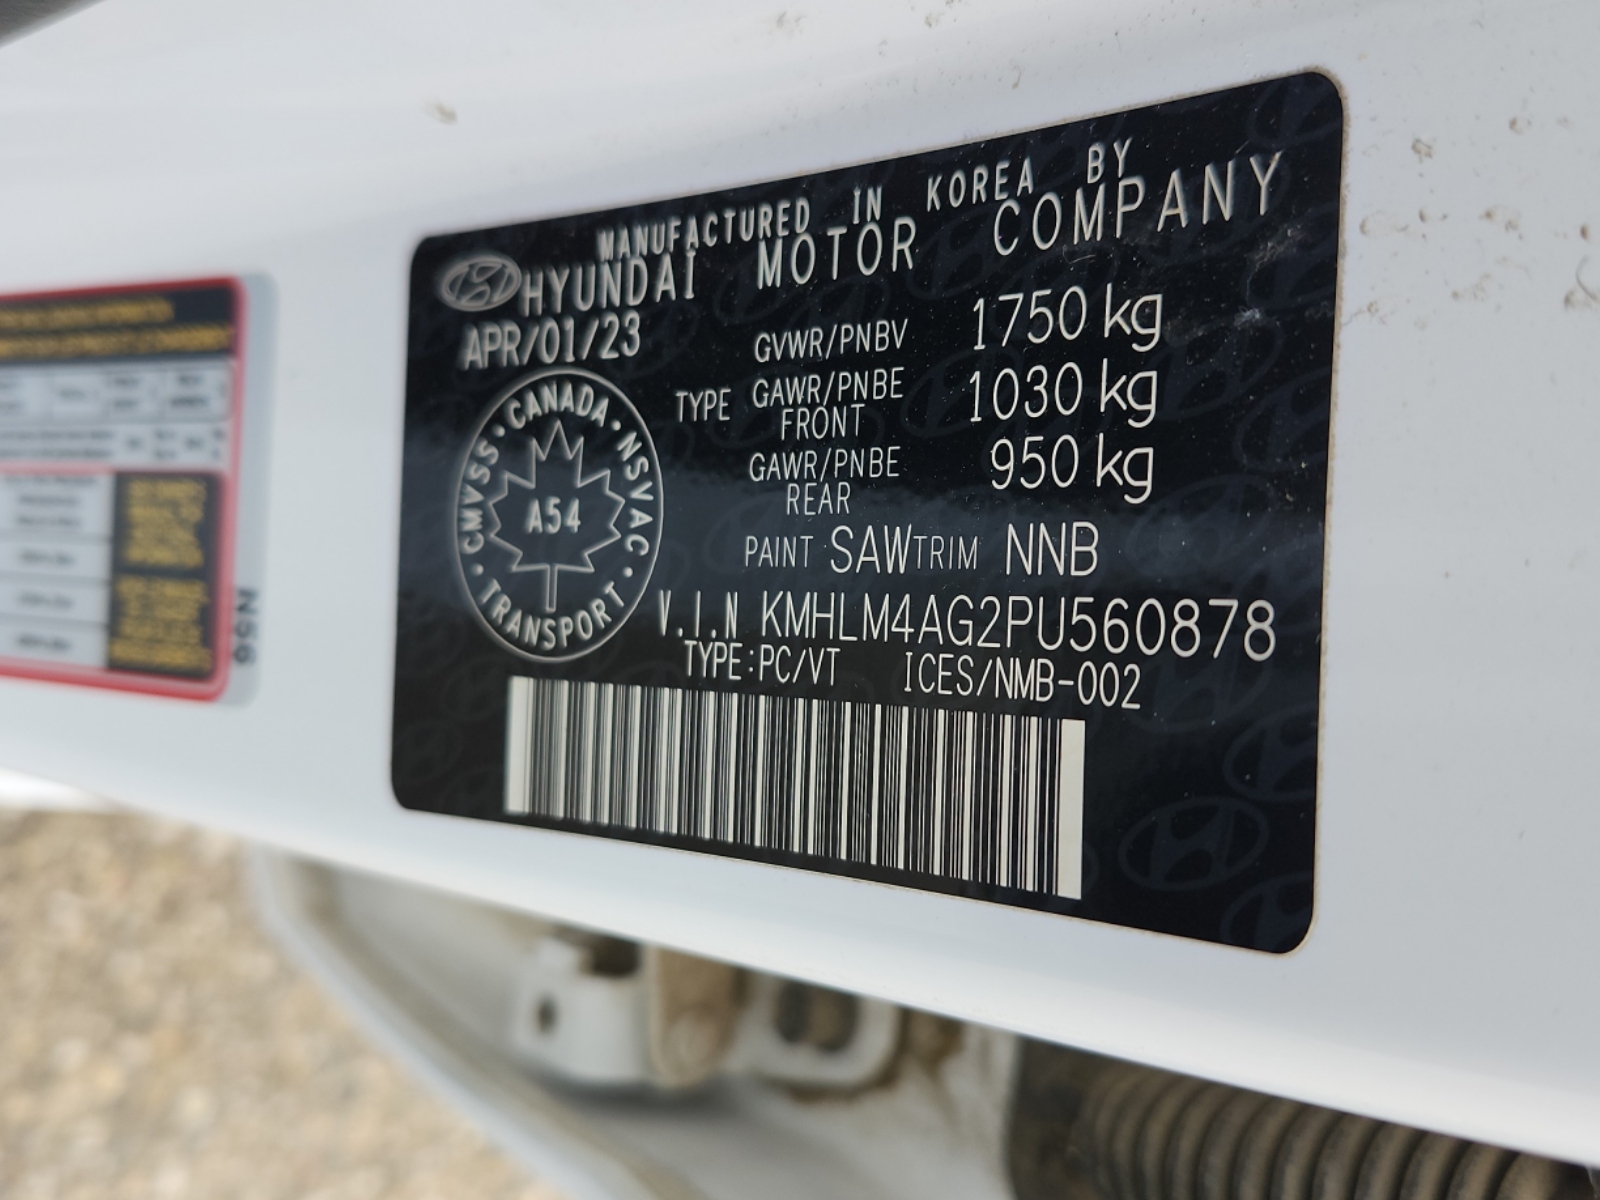 MANUFACTURED IN KOREA BY
HYUNDAI MOTOR COMPANY
APR/01/23
GVWR/PNBV 1750 kg
TYPE GAWR/PNBE FRONT 1030 kg
GAWR/PNBE REAR 950 kg
PAINT SAW TRIM NNB
V.I.N KMHLM4AG2PU560878
TYPE:PC/VT ICES/NMB-002
CANADA · NSVAC · TRANSPORT · CMVSS ·
A54
N56